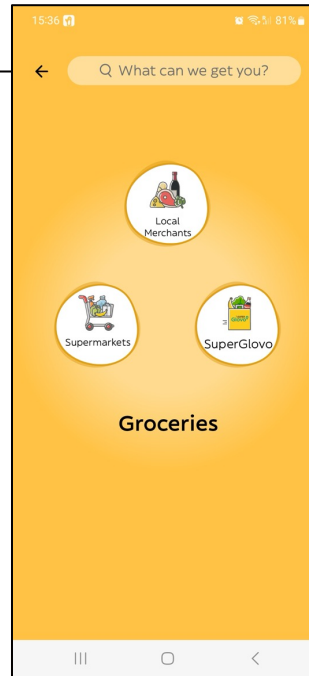 15:36 81%
What can we get you?
Local
Merchants
Supermarkets
SuperGlovo
Groceries